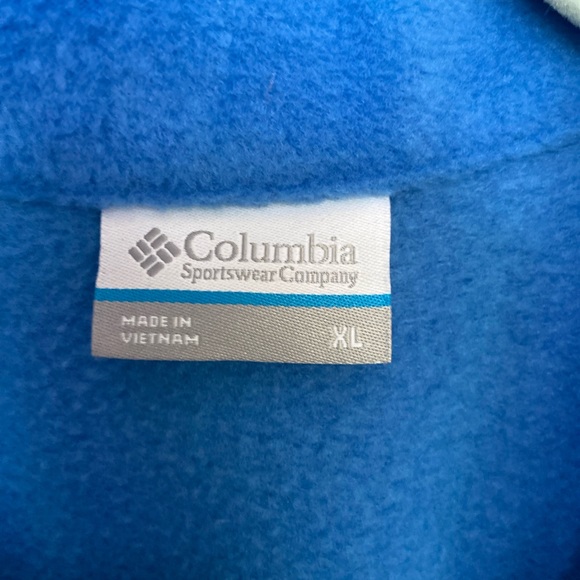 Columbia
Sportswear Company
MADE IN
VIETNAM
XL